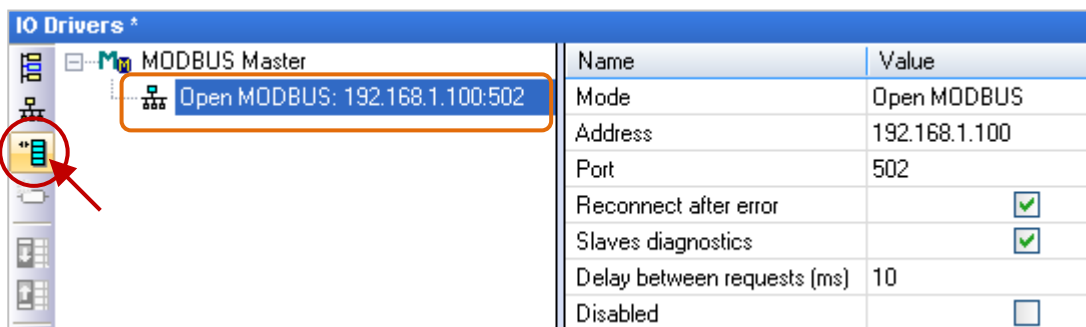 IO Drivers *
MODBUS Master
Open MODBUS: 192.168.1.100:502
Name Value
Mode Open MODBUS
Address 192.168.1.100
Port 502
Reconnect after error
Slaves diagnostics
Delay between requests (ms) 10
Disabled